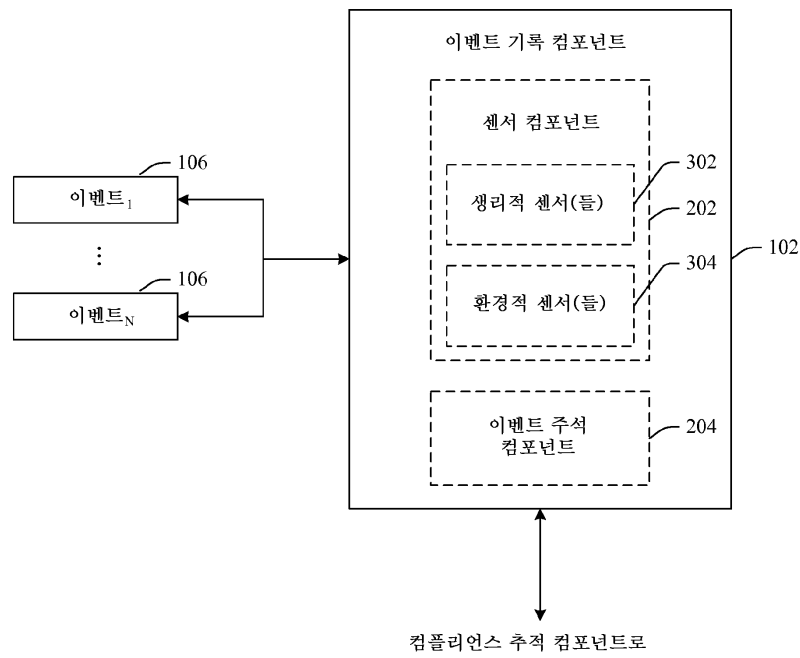 이벤트 기록 컴포넌트
센서 컴포넌트
106
302
이벤트1
생리적 센서(들)
202
⋮
102
304
106
환경적 센서(들)
이벤트N
이벤트 주석
컴포넌트
204
컴플리언스 추적 컴포넌트로